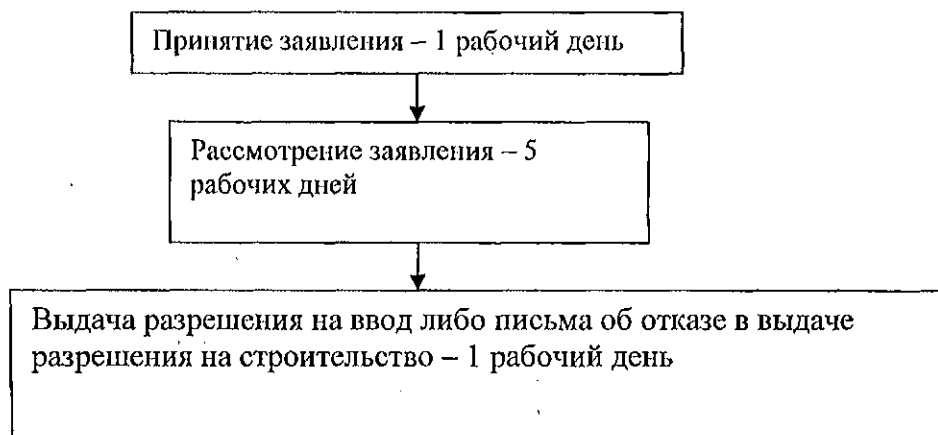 Принятие заявления – 1 рабочий день
Рассмотрение заявления – 5
рабочих дней
Выдача разрешения на ввод либо письма об отказе в выдаче
разрешения на строительство – 1 рабочий день